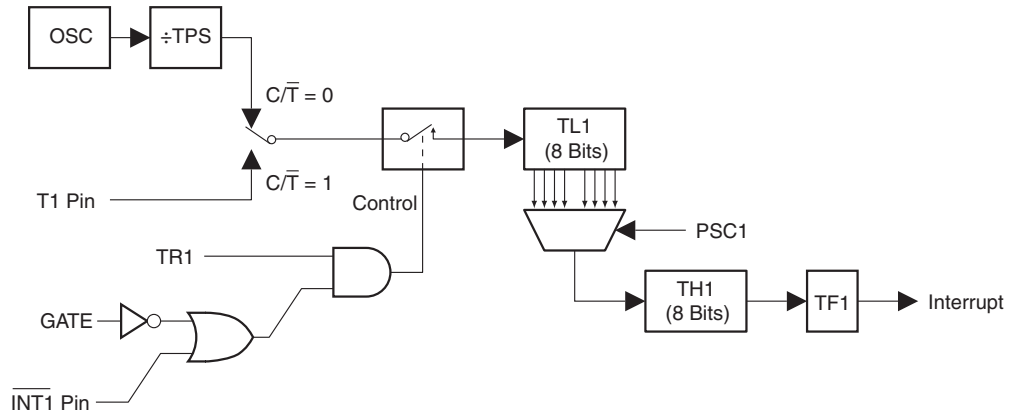 OSC
÷TPS
C/T̅ = 0
TL1
(8 Bits)
C/T̅ = 1
T1 Pin
Control
PSC1
TR1
TH1
(8 Bits)
TF1
Interrupt
GATE
I̅N̅T̅1̅ Pin